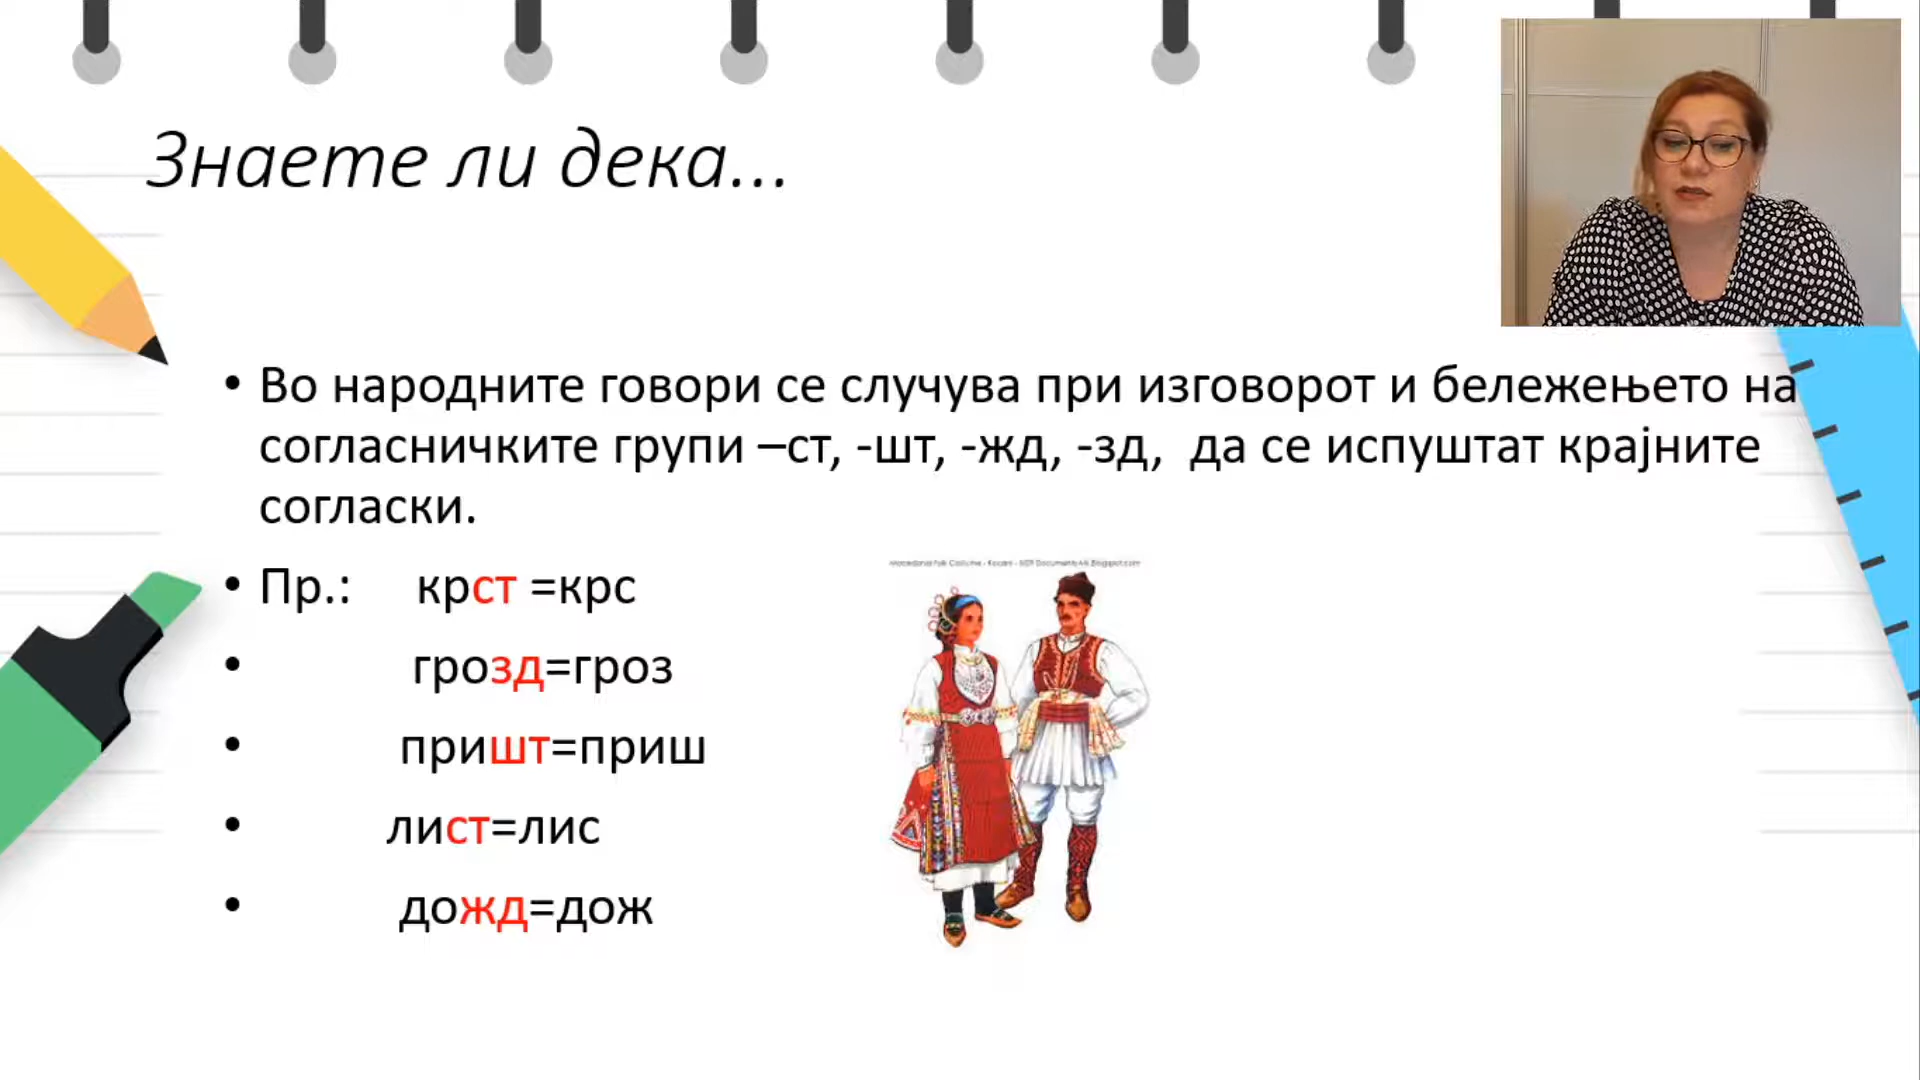 Знаете ли дека...
• Во народните говори се случува при изговорот и бележењето на
согласничките групи –ст, -шт, -жд, -зд,  да се испуштат крајните
согласки.
• Пр.: крст =крс
• грозд=гроз
• пришт=приш
• лист=лис
• дожд=дож